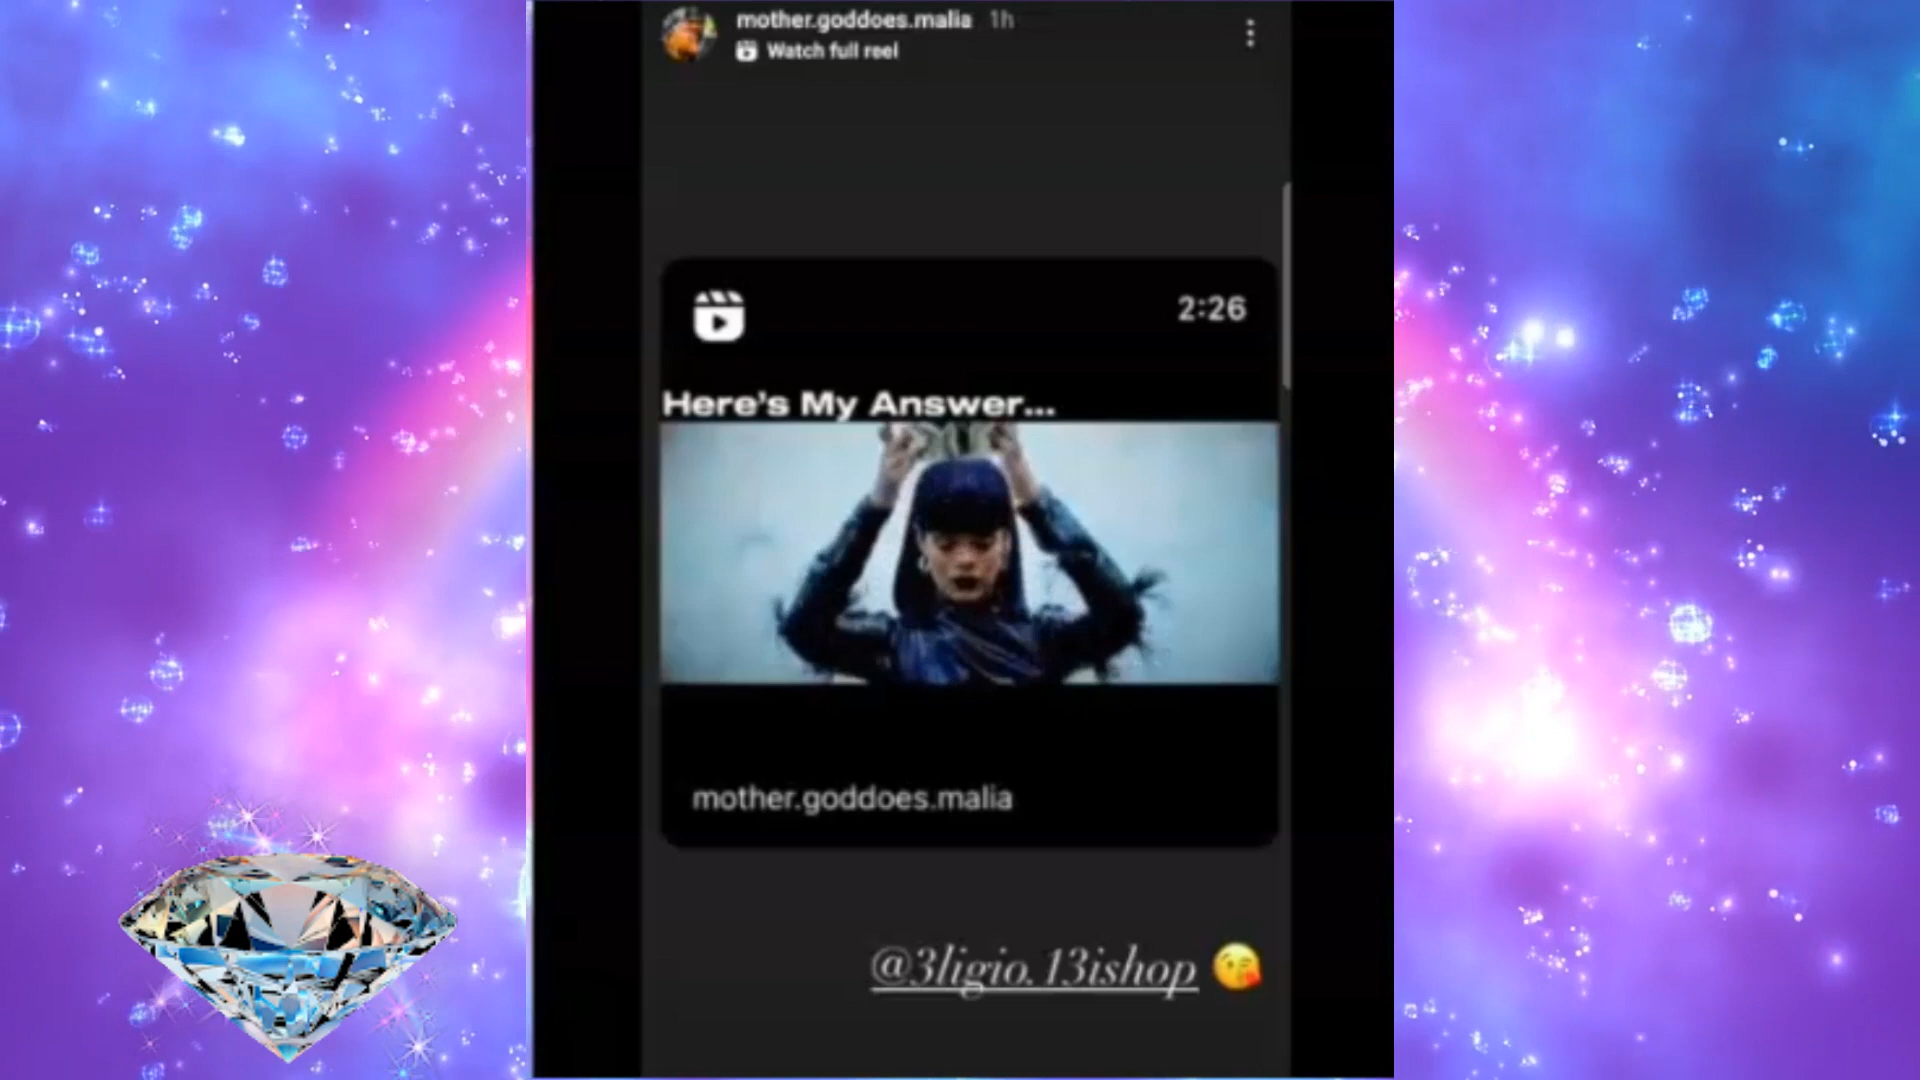 mother.goddoes.malia 1h
Watch full reel
2:26
Here's My Answer...
mother.goddoes.malia
@3ligio.13ishop 😘